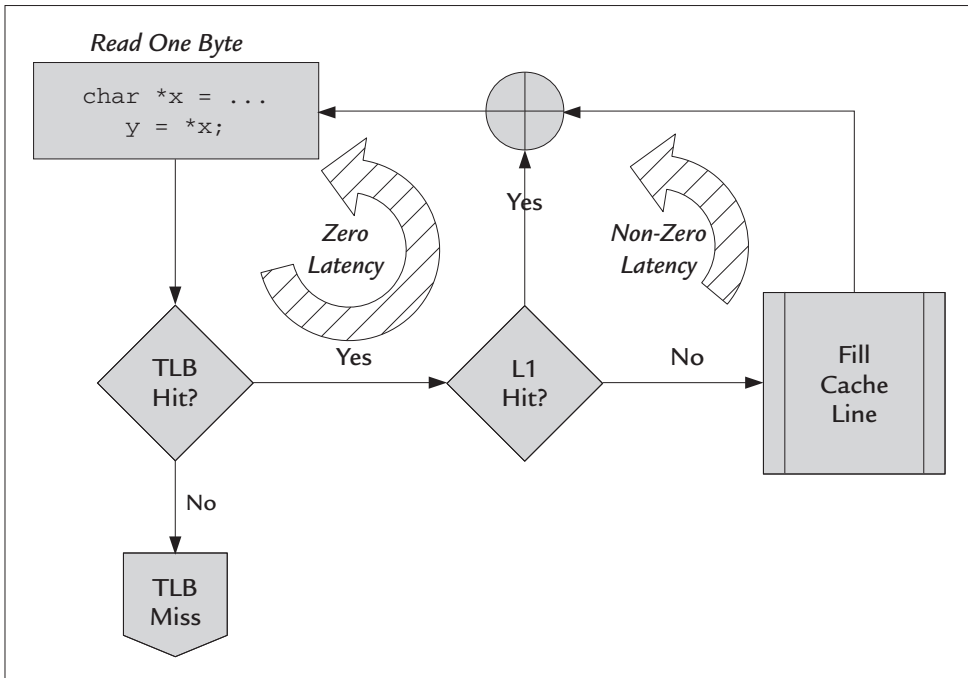 Read One Byte
char *x = ...
y = *x;
Yes
Zero
Latency
Non-Zero
Latency
TLB
Hit?
Yes
L1
Hit?
No
Fill
Cache
Line
No
TLB
Miss